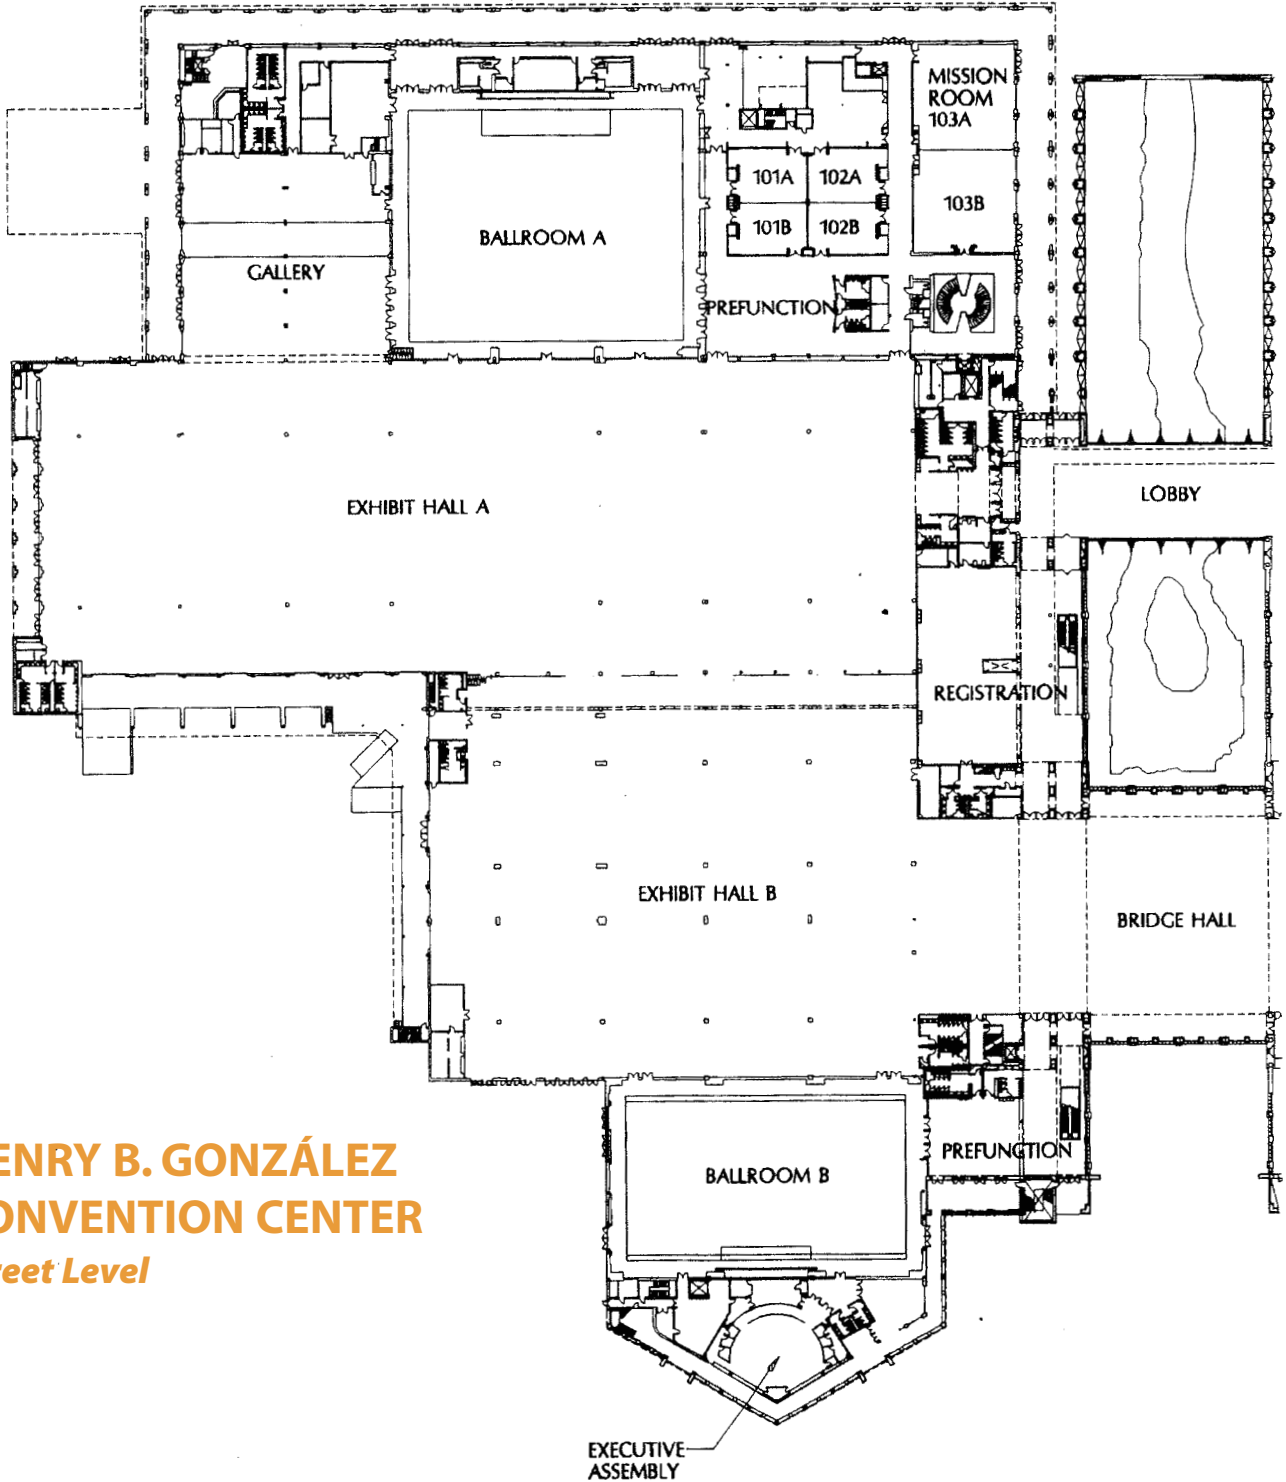 MISSION
ROOM
103A
101A
102A
103B
101B
102B
BALLROOM A
GALLERY
PREFUNCTION
LOBBY
EXHIBIT HALL A
REGISTRATION
EXHIBIT HALL B
BRIDGE HALL
ENRY B. GONZÁLEZ
ONVENTION CENTER
reet Level
PREFUNCTION
BALLROOM B
EXECUTIVE
ASSEMBLY